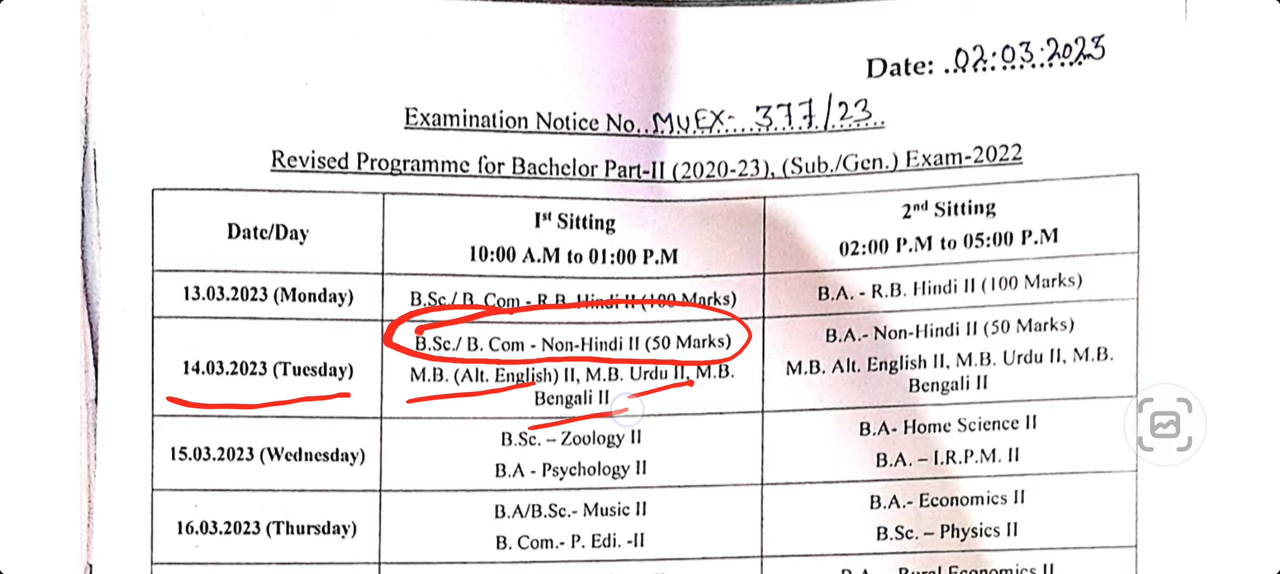 Date: 02.03.2023
Examination Notice No. MUEX- 377/23
Revised Programme for Bachelor Part-II (2020-23), (Sub./Gen.) Exam-2022
Date/Day
Ist Sitting
10:00 A.M to 01:00 P.M
2nd Sitting
02:00 P.M to 05:00 P.M
13.03.2023 (Monday)
B.Sc./ B. Com - R.B. Hindi II (100 Marks)
B.A. - R.B. Hindi II (100 Marks)
14.03.2023 (Tuesday)
B.Sc./ B. Com - Non-Hindi II (50 Marks)
M.B. (Alt. English) II, M.B. Urdu II, M.B.
Bengali II
B.A.- Non-Hindi II (50 Marks)
M.B. Alt. English II, M.B. Urdu II, M.B.
Bengali II
15.03.2023 (Wednesday)
B.Sc. – Zoology II
B.A - Psychology II
B.A- Home Science II
B.A. – I.R.P.M. II
16.03.2023 (Thursday)
B.A/B.Sc.- Music II
B. Com.- P. Edi. -II
B.A.- Economics II
B.Sc. – Physics II
B.A. - Rural Economics II